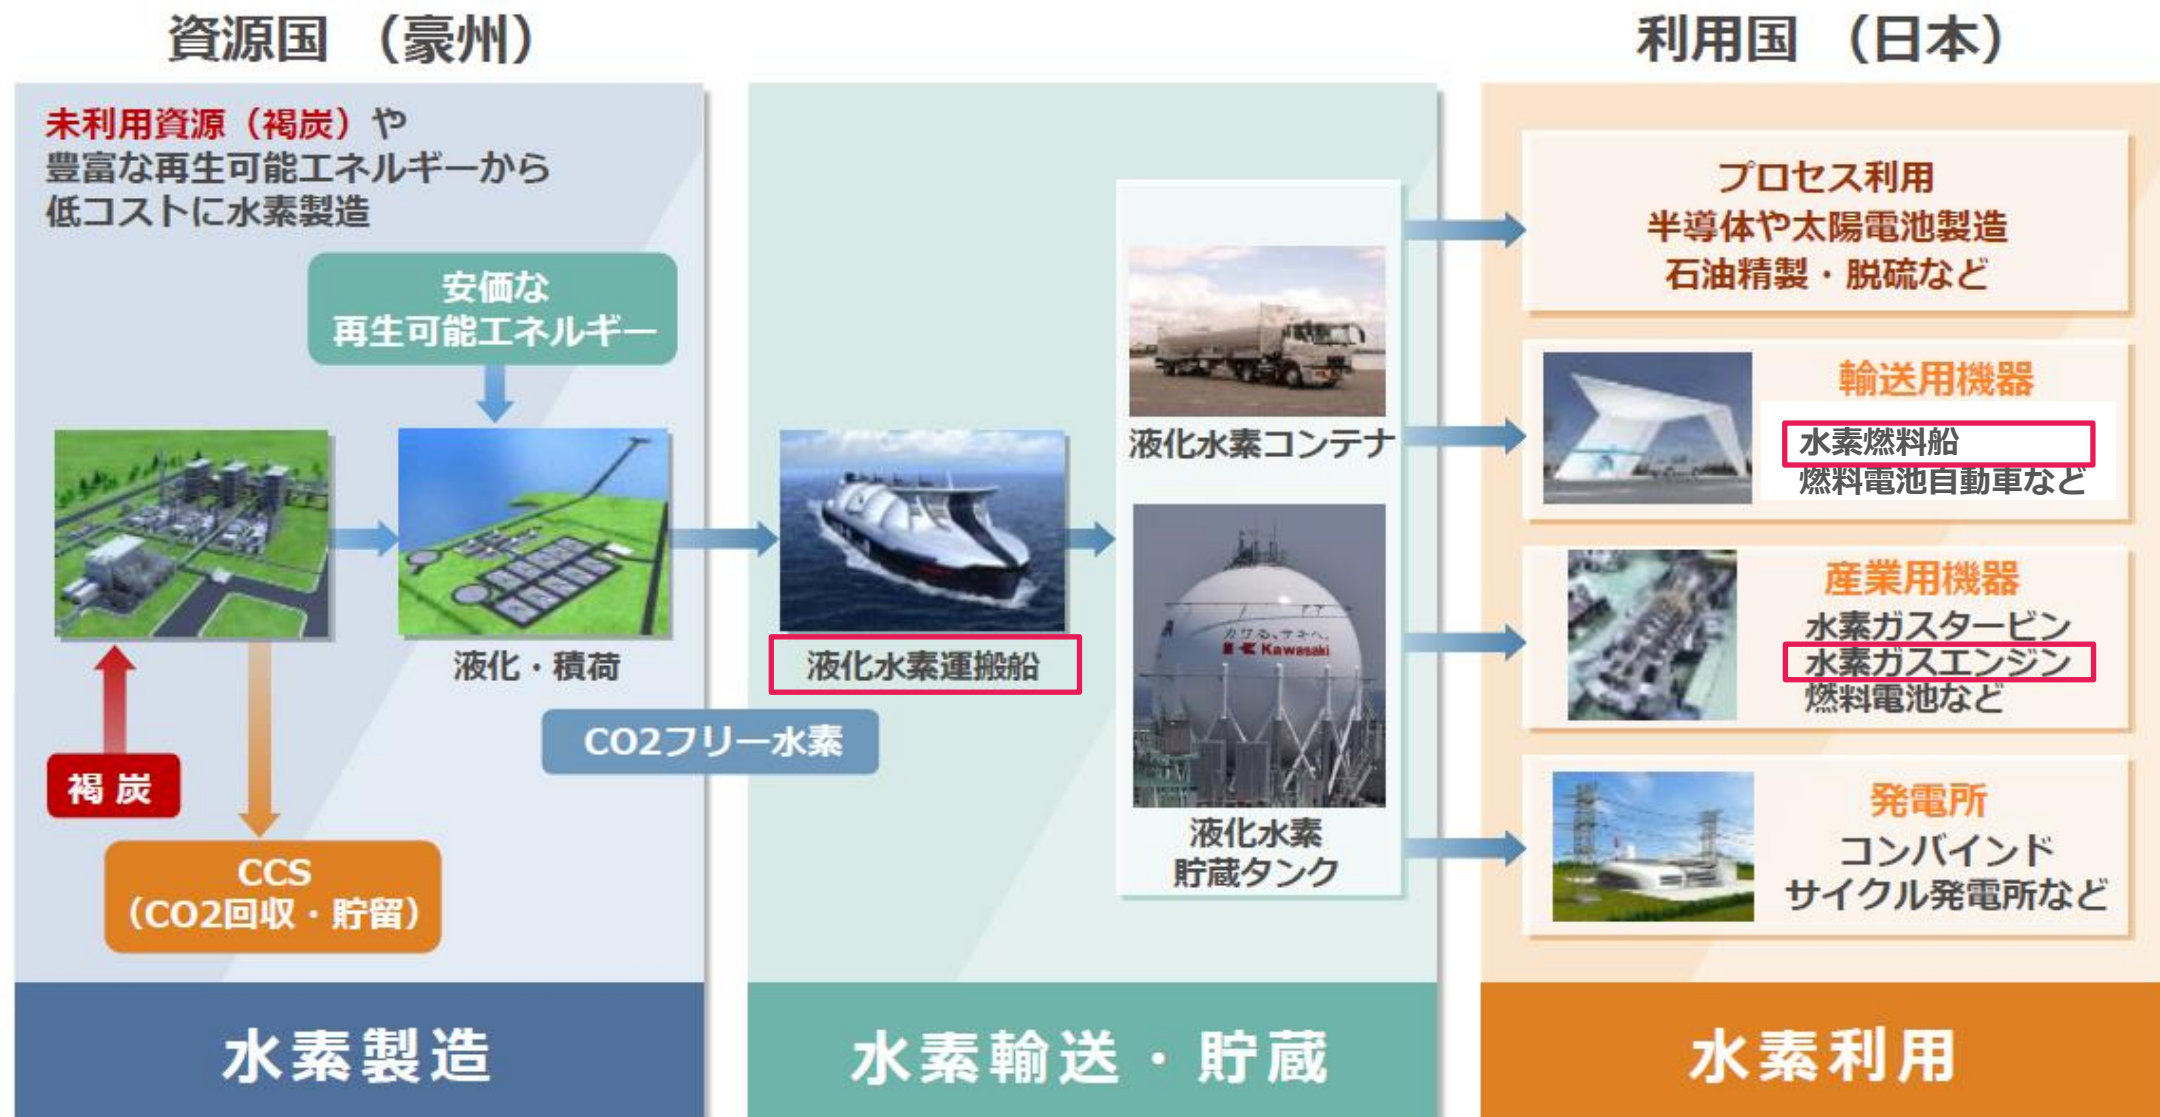 資源国 （豪州）
利用国 （日本）
未利用資源（褐炭）や
豊富な再生可能エネルギーから
低コストに水素製造
安価な
再生可能エネルギー
液化・積荷
褐 炭
CCS
（CO2回収・貯留）
水素製造
液化水素運搬船
CO2フリー水素
液化水素コンテナ
カワる、サキへ。
Kawasaki
液化水素
貯蔵タンク
水素輸送・貯蔵
プロセス利用
半導体や太陽電池製造
石油精製・脱硫など
輸送用機器
水素燃料船
燃料電池自動車など
産業用機器
水素ガスタービン
水素ガスエンジン
燃料電池など
発電所
コンバインド
サイクル発電所など
水素利用